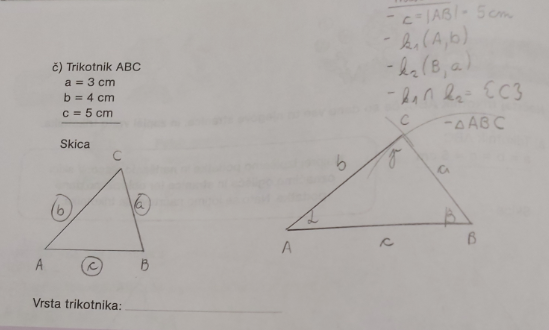 č) Trikotnik ABC
a = 3 cm
b = 4 cm
c = 5 cm
Skica
C
b
a
A
c
B
Vrsta trikotnika:
- c = |AB| = 5 cm
- k₁ (A, b)
- k₂ (B, a)
- k₁ ∩ k₂ = {C}
- △ABC
C
b
γ
a
α
β
A
c
B